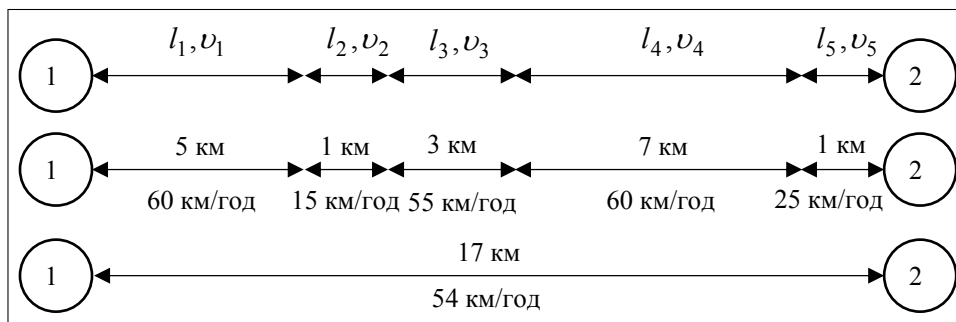 l₁, υ₁ l₂, υ₂ l₃, υ₃ l₄, υ₄ l₅, υ₅
1 2
5 км 1 км 3 км 7 км 1 км
1 2
60 км/год 15 км/год 55 км/год 60 км/год 25 км/год
17 км
1 2
54 км/год